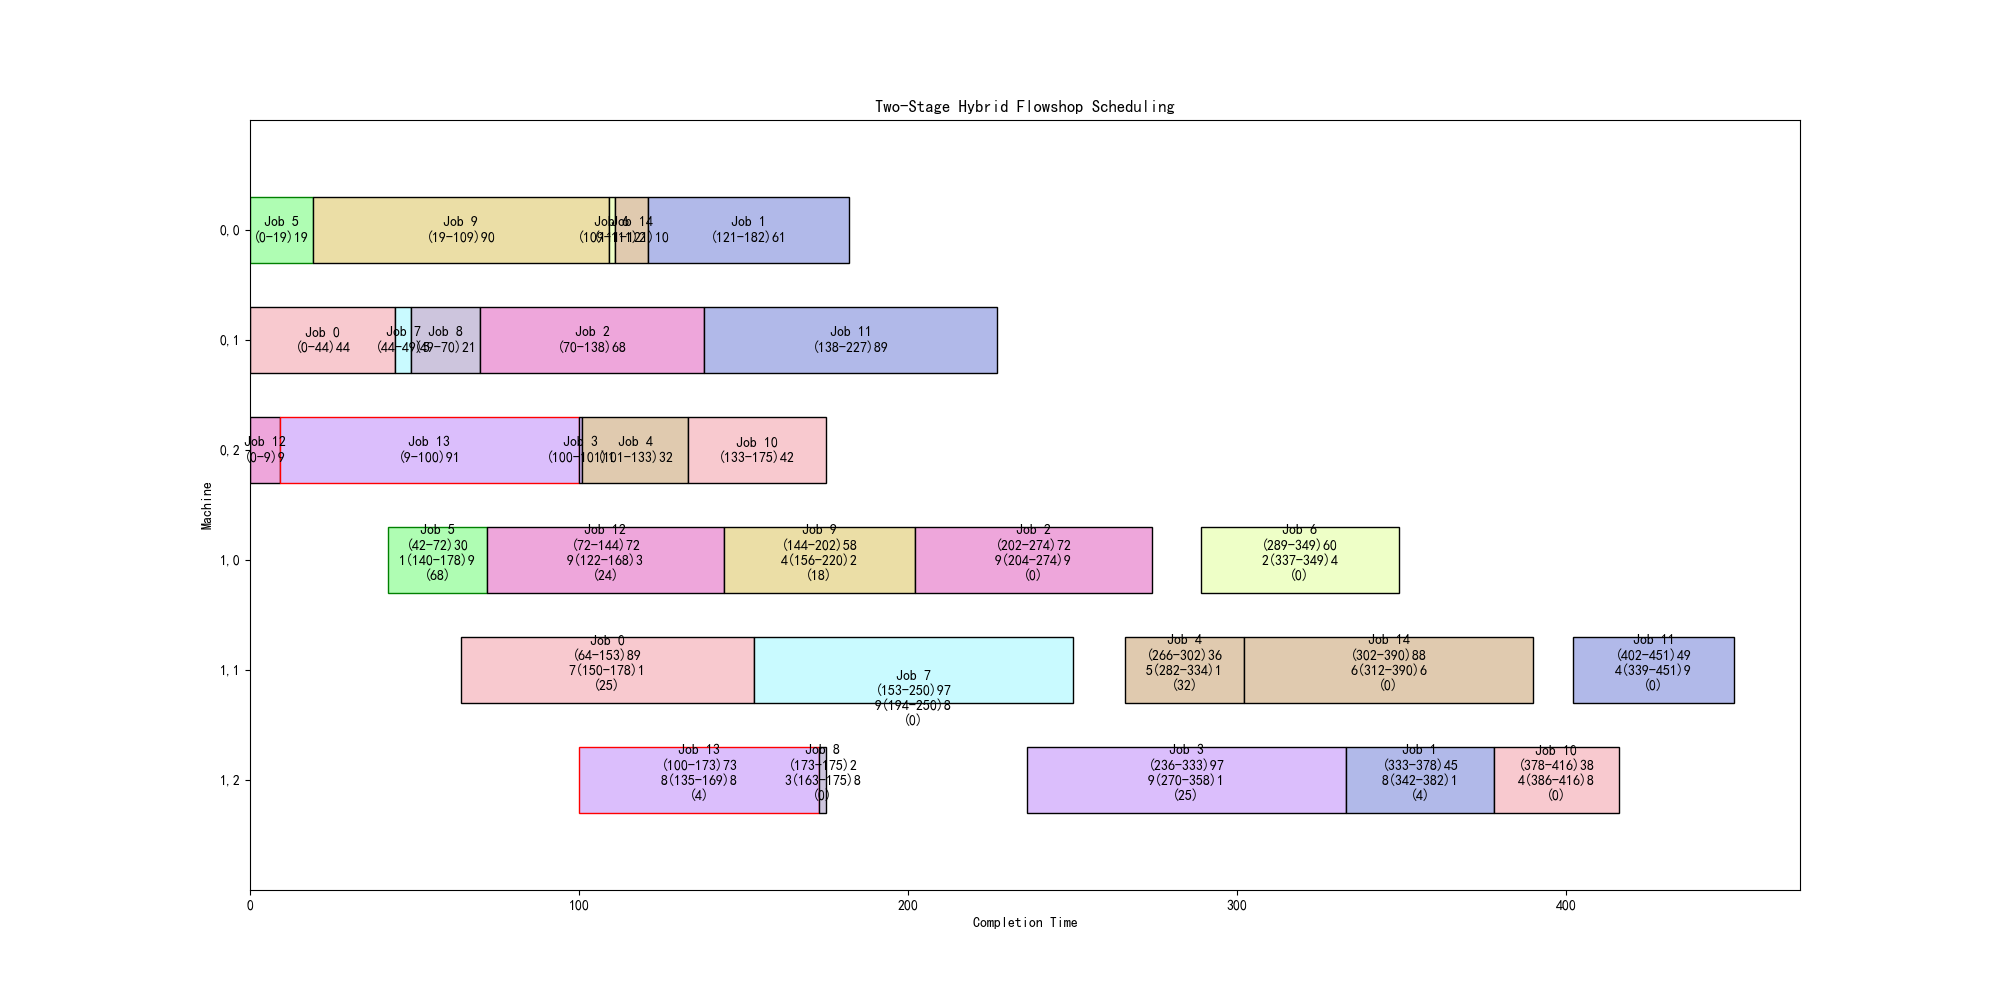 Two-Stage Hybrid Flowshop Scheduling
0,0
Job 5
(0-19)19
Job 9
(19-109)90
Job 6
Job 14
Job 1
(121-182)61
0,1
Job 0
(0-44)44
Job 7
(44-49)5
Job 8
(49-70)21
Job 2
(70-138)68
Job 11
(138-227)89
0,2
Job 12
(0-9)9
Job 13
(9-100)91
Job 3
(100-101)1
Job 4
(101-133)32
Job 10
(133-175)42
Machine
1,0
Job 5
(42-72)30
1(140-178)9
(68)
Job 12
(72-144)72
9(122-168)3
(24)
Job 9
(144-202)58
4(156-220)2
(18)
Job 2
(202-274)72
9(204-274)9
(0)
Job 6
(289-349)60
2(337-349)4
(0)
1,1
Job 0
(64-153)89
7(150-178)1
(25)
Job 7
(153-250)97
9(194-250)8
(0)
Job 4
(266-302)36
5(282-334)1
(32)
Job 14
(302-390)88
6(312-390)6
(0)
Job 11
(402-451)49
4(339-451)9
(0)
1,2
Job 13
(100-173)73
8(135-169)8
(4)
Job 8
(173-175)2
3(163-175)8
(0)
Job 3
(236-333)97
9(270-358)1
(25)
Job 1
(333-378)45
8(342-382)1
(4)
Job 10
(378-416)38
4(386-416)8
(0)
0
100
200
300
400
Completion Time